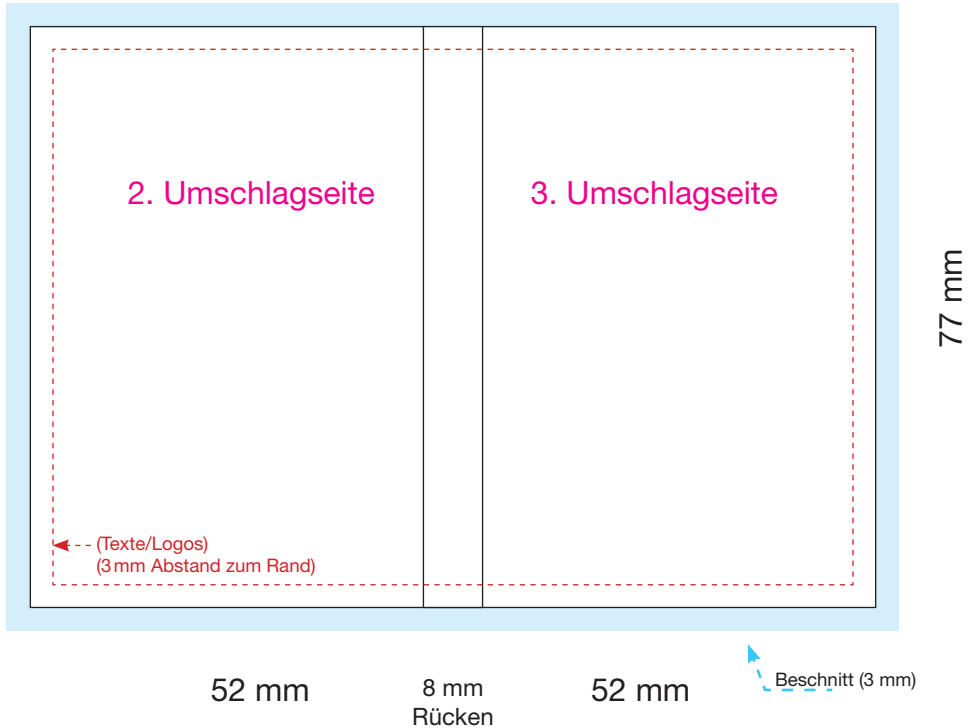 2. Umschlagseite
3. Umschlagseite
77 mm
(Texte/Logos)
(3 mm Abstand zum Rand)
52 mm
8 mm
Rücken
52 mm
Beschnitt (3 mm)